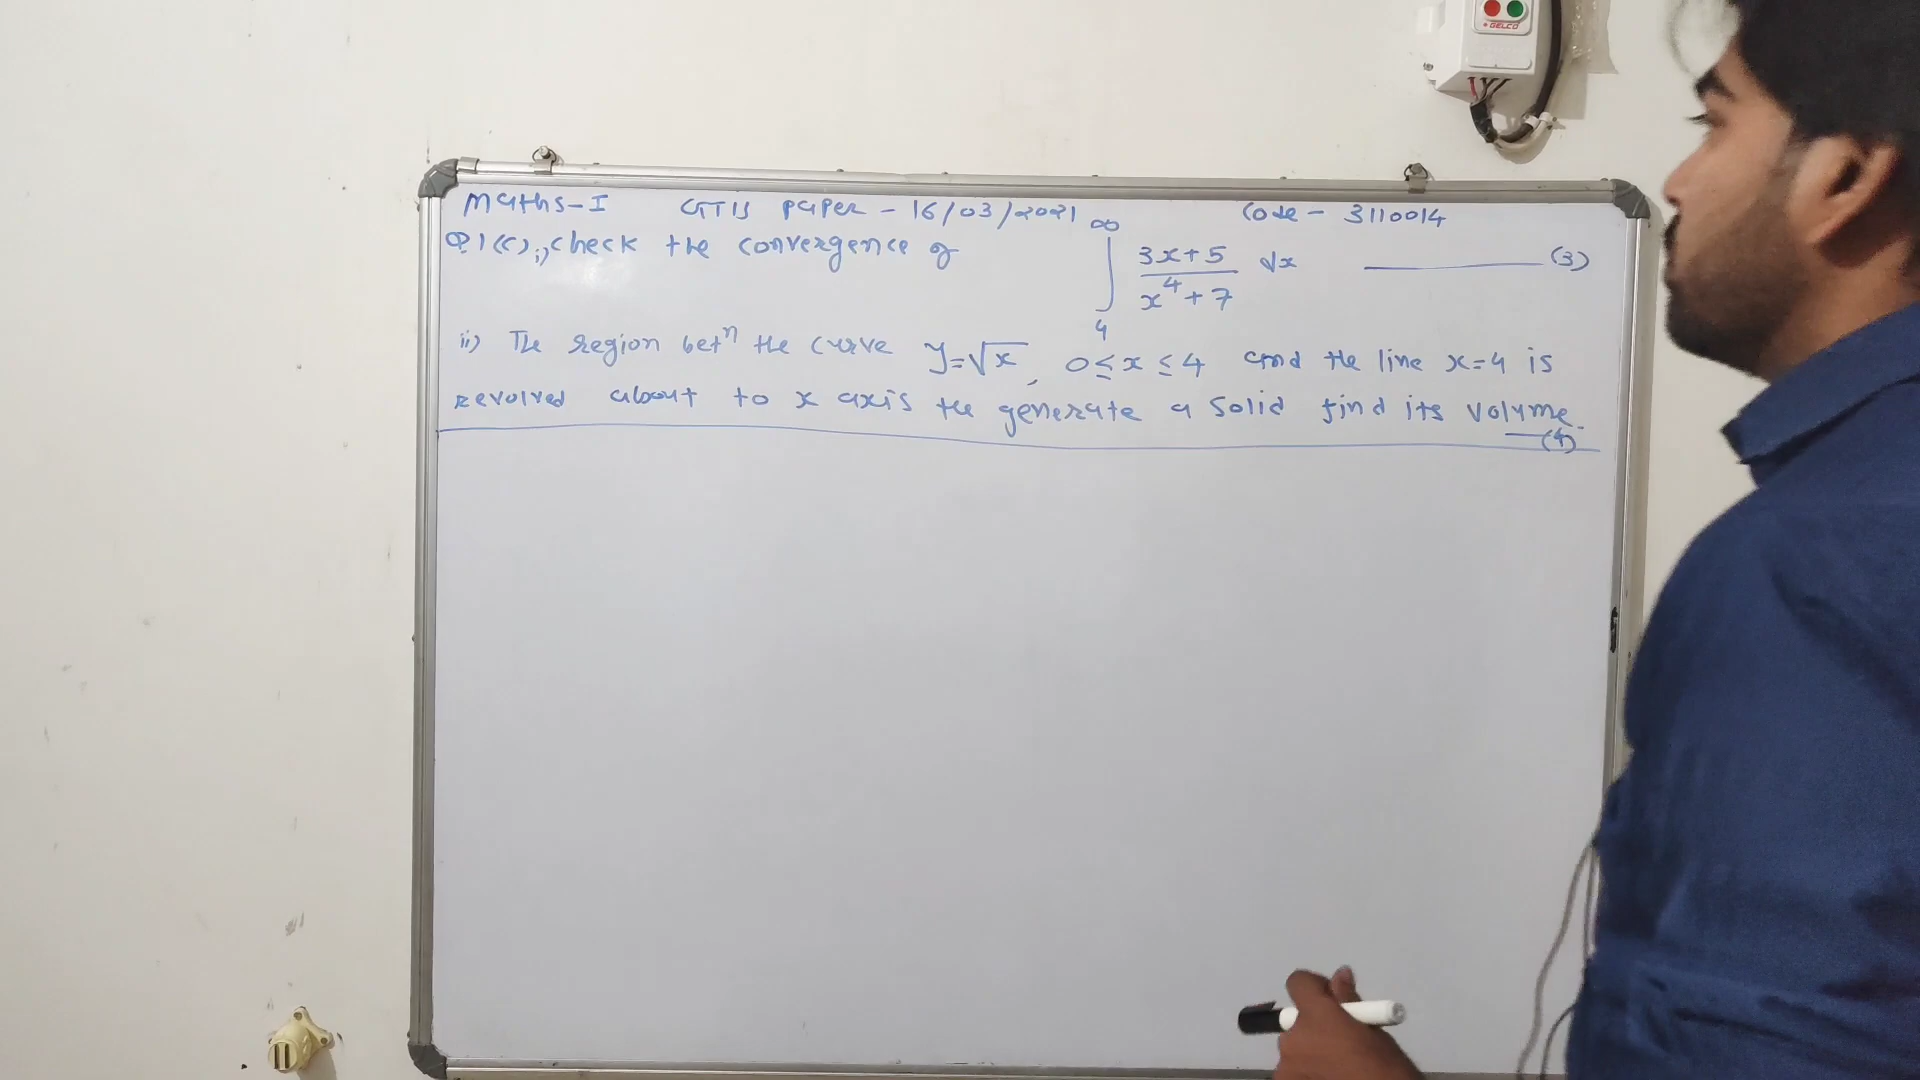 GELCO
Maths-I GTU paper - 16/03/2021 Code - 3110014
Q1(c) i) check the convergence of ∫₄^∞ (3x+5)/(x⁴+7) dx (3)
ii) The region betⁿ the curve y=√x, 0≤x≤4 and the line x=4 is
revolved about to x axis the generate a solid find its volume.
(4)